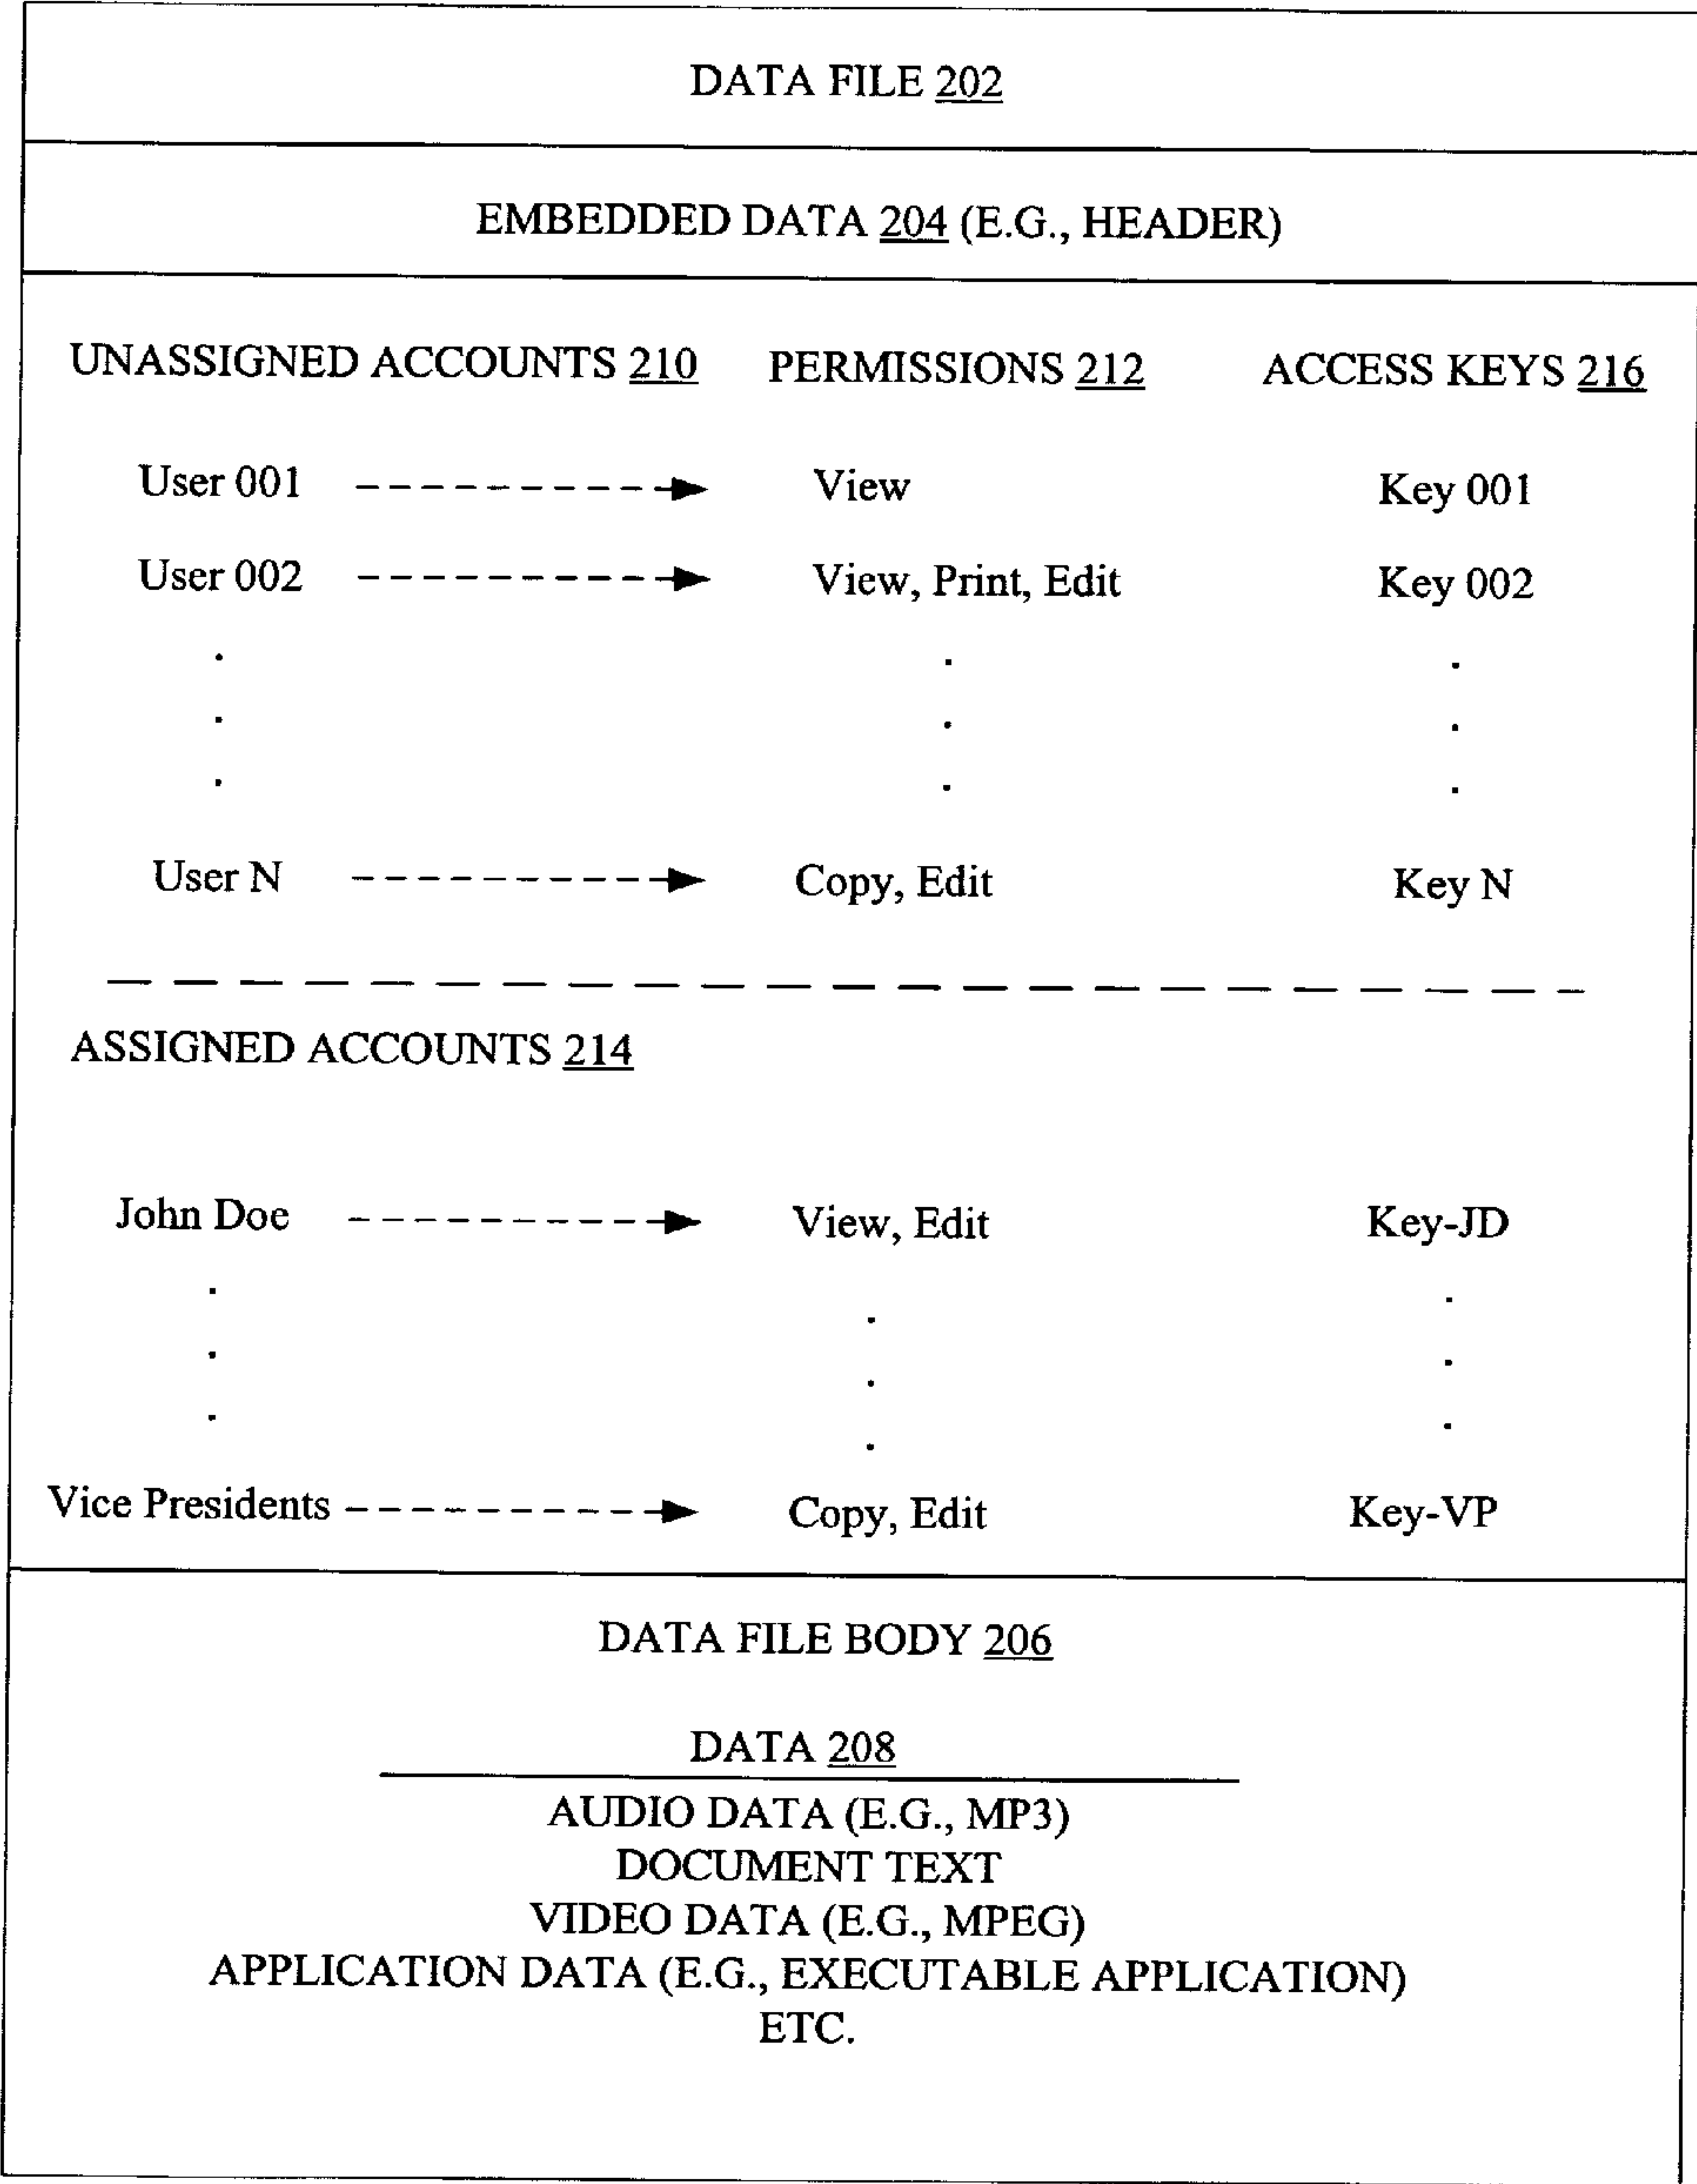 DATA FILE 202
EMBEDDED DATA 204 (E.G., HEADER)
UNASSIGNED ACCOUNTS 210 PERMISSIONS 212 ACCESS KEYS 216
User 001 View Key 001
User 002 View, Print, Edit Key 002
User N Copy, Edit Key N
ASSIGNED ACCOUNTS 214
John Doe View, Edit Key-JD
Vice Presidents Copy, Edit Key-VP
DATA FILE BODY 206
DATA 208
AUDIO DATA (E.G., MP3)
DOCUMENT TEXT
VIDEO DATA (E.G., MPEG)
APPLICATION DATA (E.G., EXECUTABLE APPLICATION)
ETC.